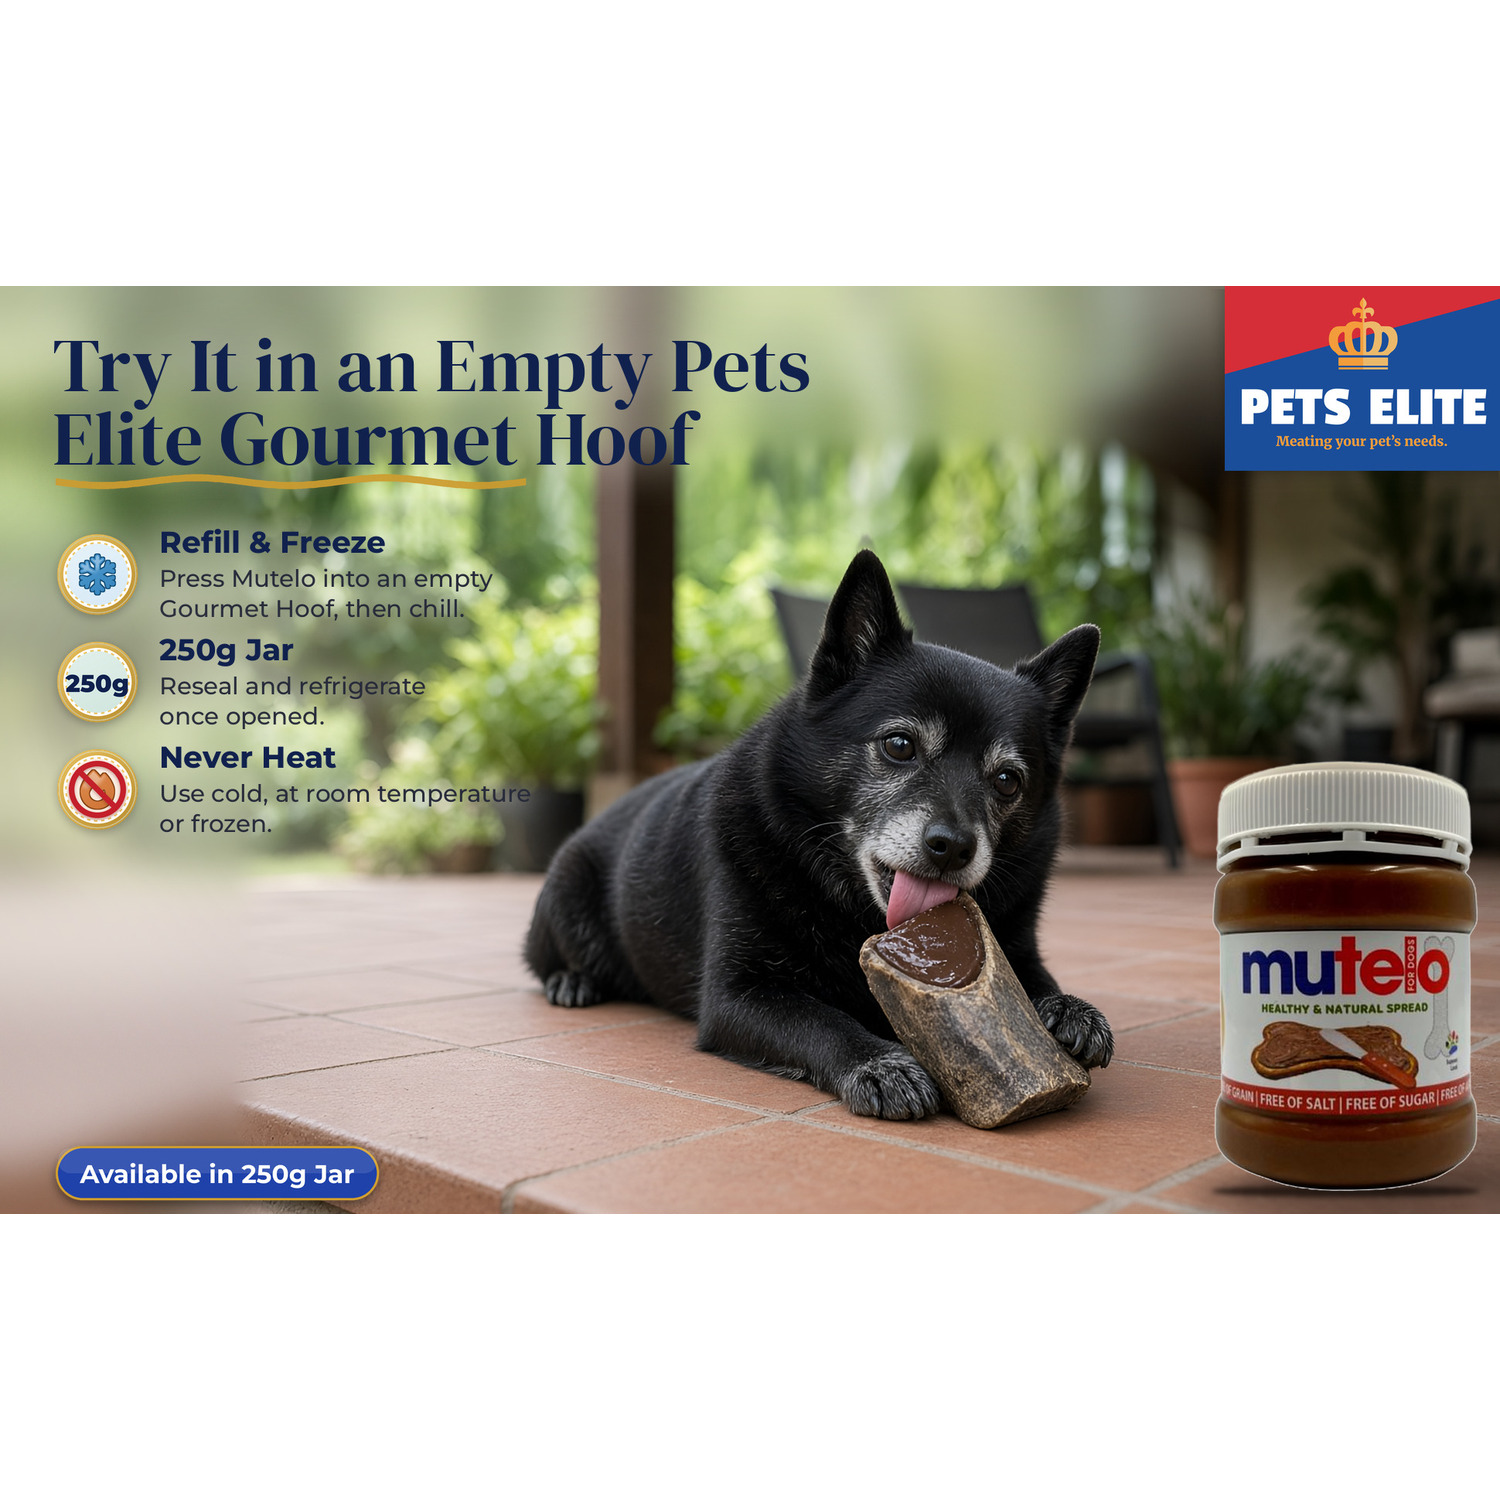 Try It in an Empty Pets
Elite Gourmet Hoof
PETS ELITE
Meating your pet's needs.
Refill & Freeze
Press Mutelo into an empty
Gourmet Hoof, then chill.
250g
250g Jar
Reseal and refrigerate
once opened.
Never Heat
Use cold, at room temperature
or frozen.
mutelo
FOR DOGS
HEALTHY & NATURAL SPREAD
OF GRAIN | FREE OF SALT | FREE OF SUGAR | FREE OF
Available in 250g Jar